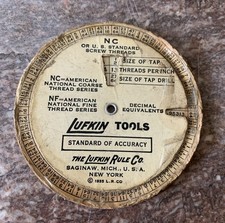 NC
OR U. S. STANDARD
SCREW THREADS
SIZE OF TAP
THREADS PER INCH
SIZE OF TAP DRILL
NC—AMERICAN
NATIONAL COARSE
THREAD SERIES
NF—AMERICAN
NATIONAL FINE
THREAD SERIES
DECIMAL
EQUIVALENTS
LUFKIN TOOLS
STANDARD OF ACCURACY
THE LUFKIN RULE CO.
SAGINAW, MICH., U. S. A.
NEW YORK